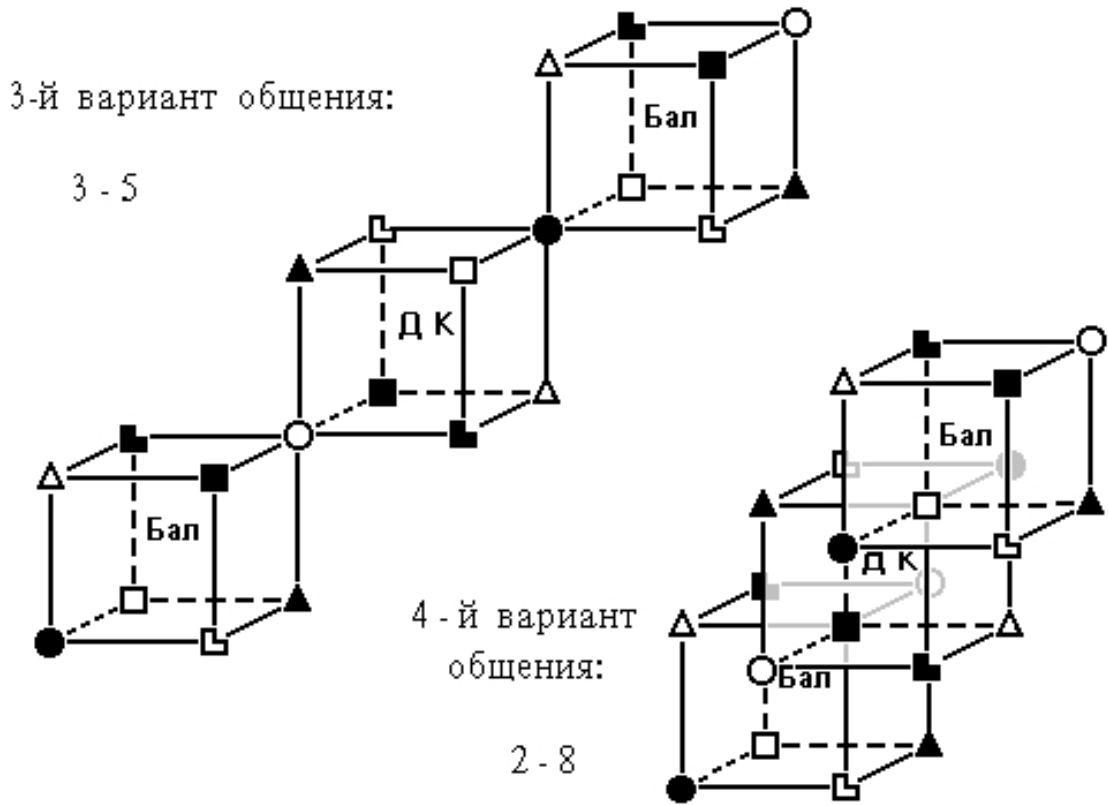 3-й вариант общения:
3 - 5
Бал
Д К
Бал
4 - й вариант
общения:
2 - 8
Бал
Д К
Бал